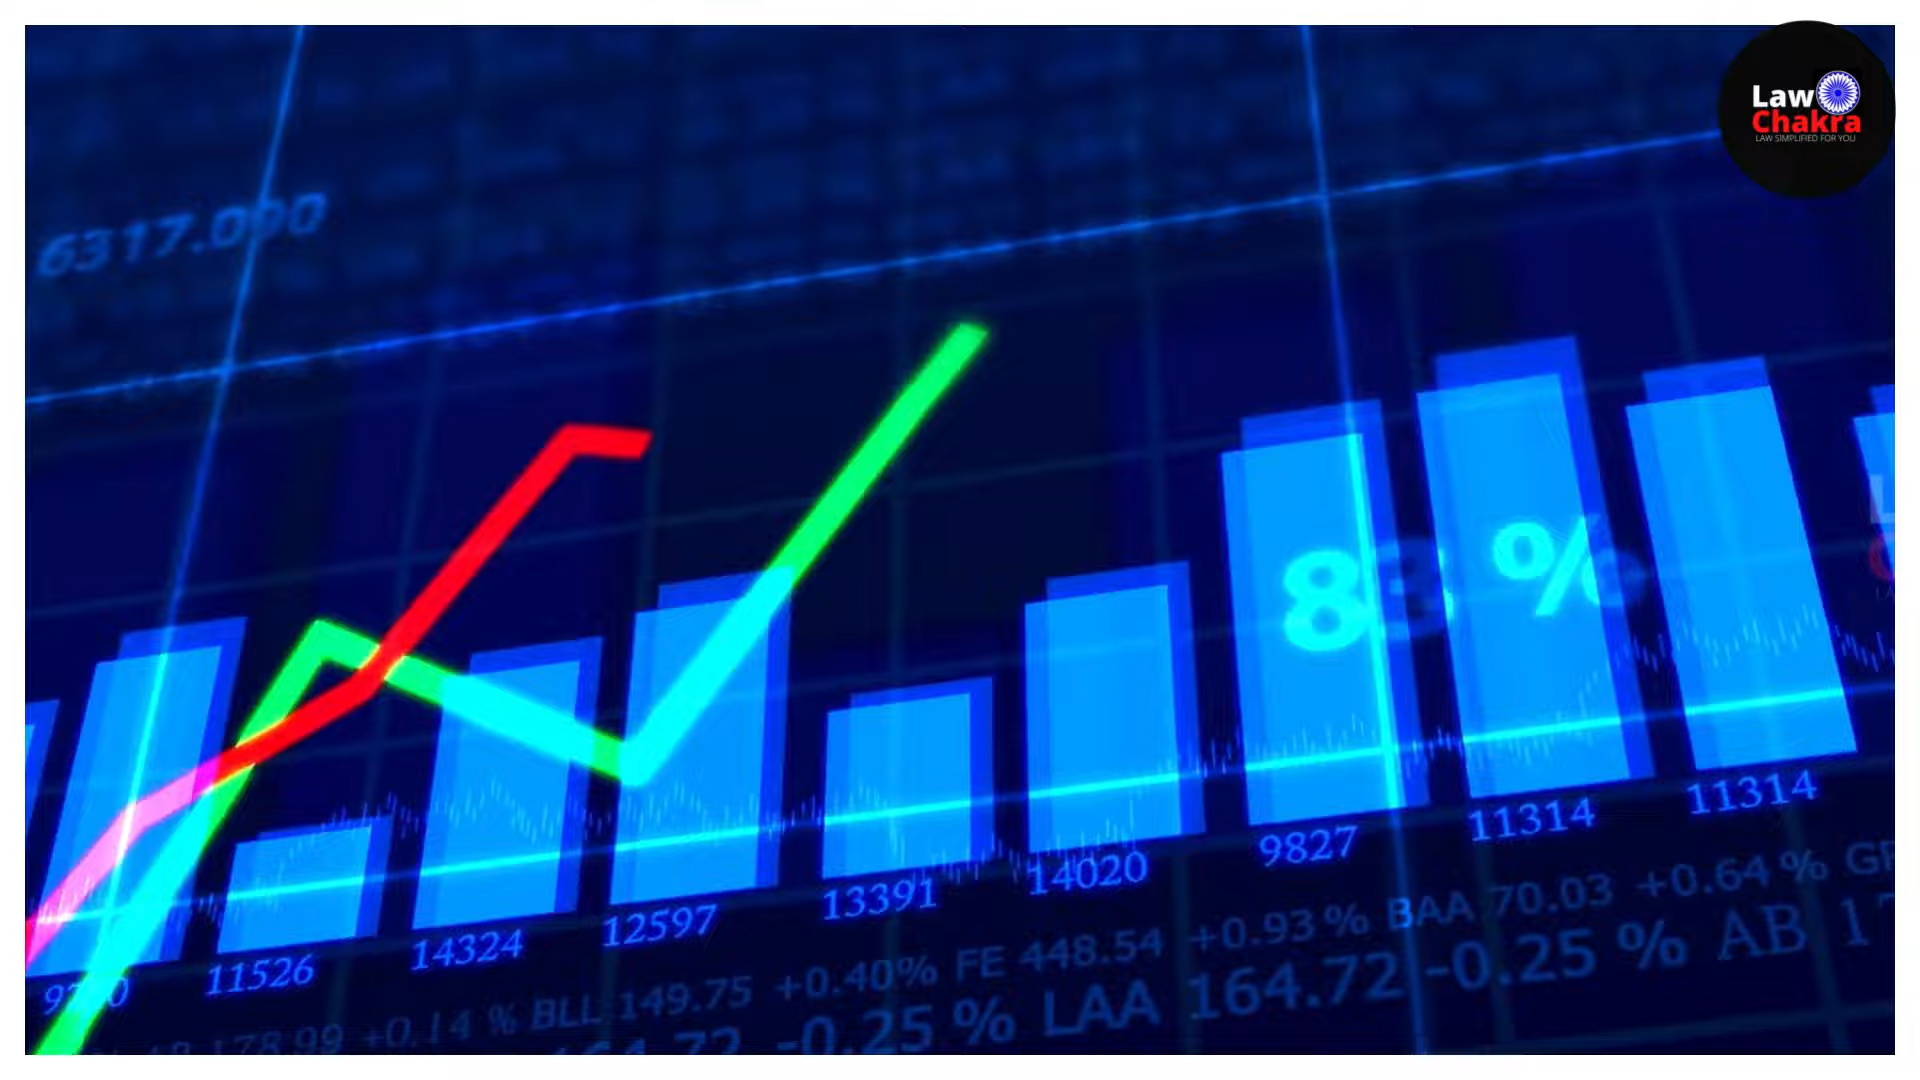 Law
Chakra
LAW SIMPLIFIED FOR YOU
6317.090
8 %
11314
11314
9827
14020
13391
12597
14324
11526
178.99 +0.14 % BLL 149.75 +0.40% FE 448.54 +0.93% BAA 70.03 +0.64%
-0.25 % LAA 164.72 -0.25 % AB